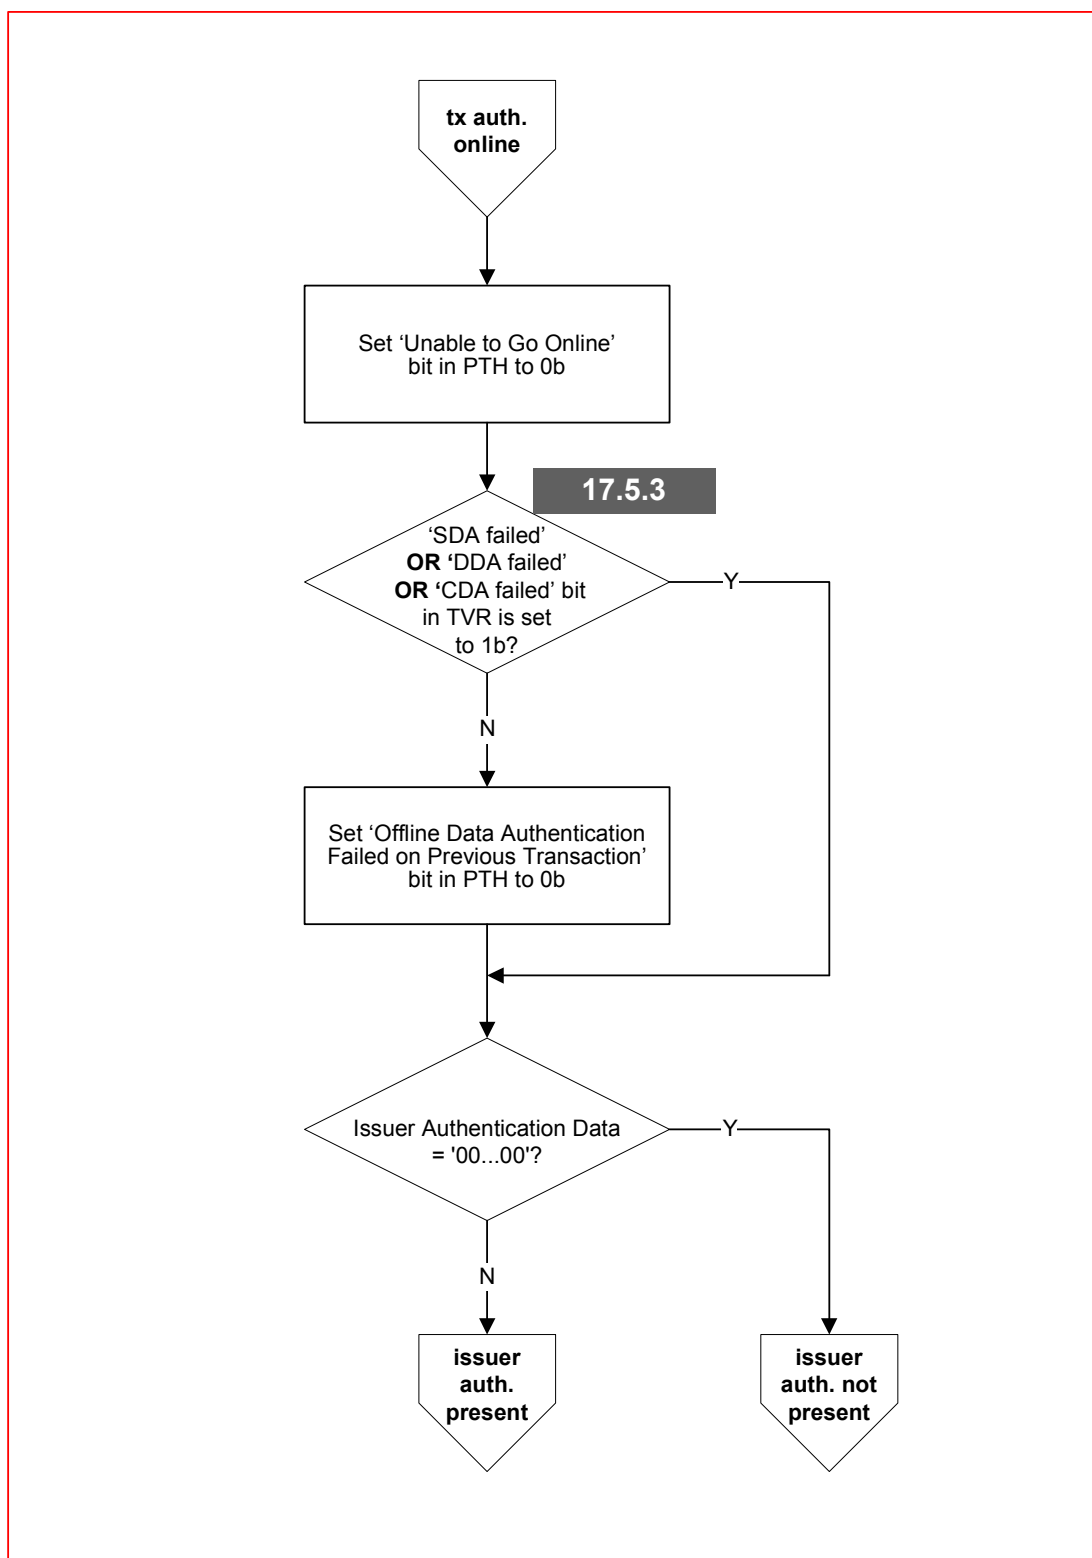 tx auth.
online
Set ‘Unable to Go Online’
bit in PTH to 0b
17.5.3
‘SDA failed’
OR ‘DDA failed’
OR ‘CDA failed’ bit
in TVR is set
to 1b?
Y
N
Set ‘Offline Data Authentication
Failed on Previous Transaction’
bit in PTH to 0b
Issuer Authentication Data
= '00...00'?
Y
N
issuer
auth.
present
issuer
auth. not
present